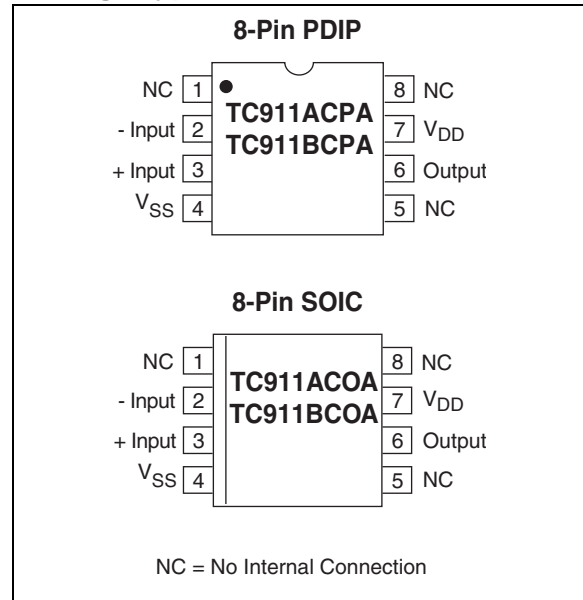 8-Pin PDIP
NC 1
- Input 2
+ Input 3
VSS 4
TC911ACPA
TC911BCPA
8 NC
7 VDD
6 Output
5 NC
8-Pin SOIC
NC 1
- Input 2
+ Input 3
VSS 4
TC911ACOA
TC911BCOA
8 NC
7 VDD
6 Output
5 NC
NC = No Internal Connection